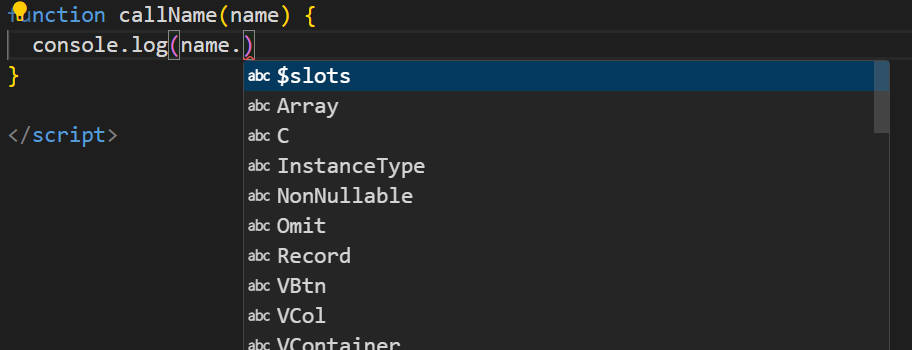 function callName(name) {
console.log(name.)
abc $slots
}
abc Array
</script>
abc C
abc InstanceType
abc NonNullable
abc Omit
abc Record
abc VBtn
abc VCol
abc VContainer